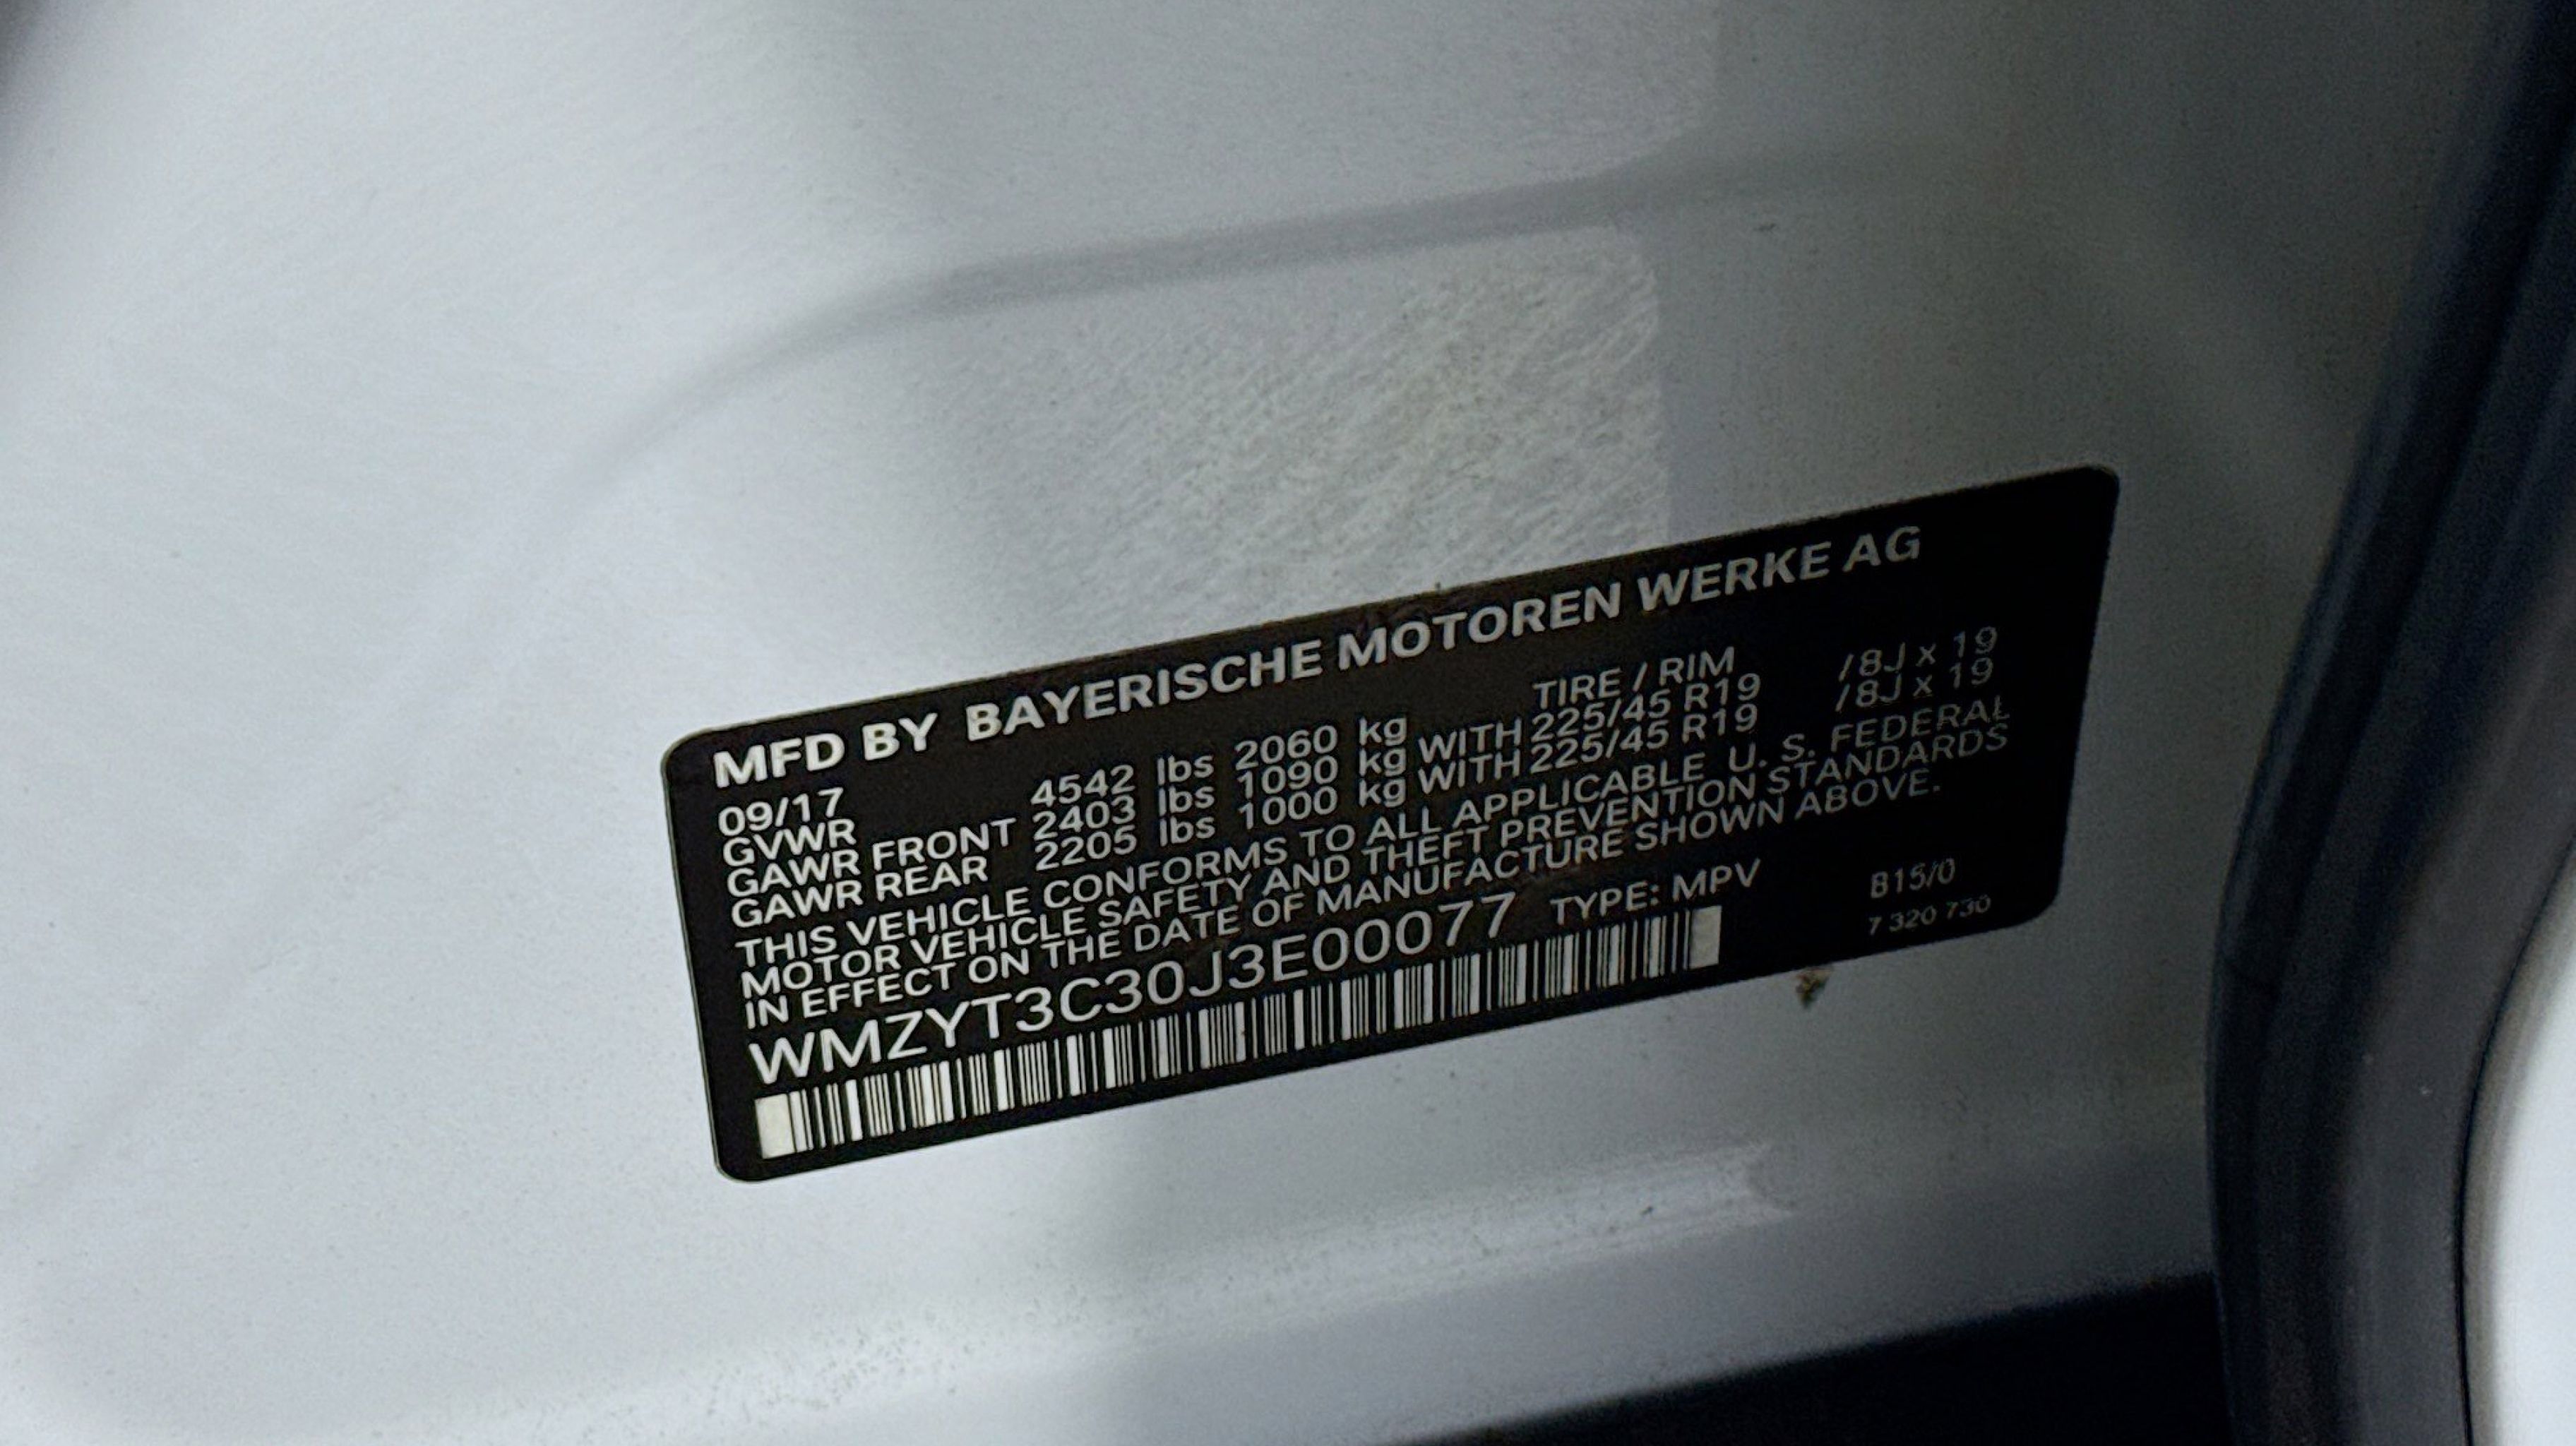 MFD BY BAYERISCHE MOTOREN WERKE AG
09/17 TIRE / RIM
GVWR 4542 lbs 2060 kg
GAWR FRONT 2403 lbs 1090 kg WITH 225/45 R19 /8J x 19
GAWR REAR 2205 lbs 1000 kg WITH 225/45 R19 /8J x 19
THIS VEHICLE CONFORMS TO ALL APPLICABLE U. S. FEDERAL
MOTOR VEHICLE SAFETY AND THEFT PREVENTION STANDARDS
IN EFFECT ON THE DATE OF MANUFACTURE SHOWN ABOVE.
WMZYT3C30J3E00077 TYPE: MPV B15/0
7 320 730